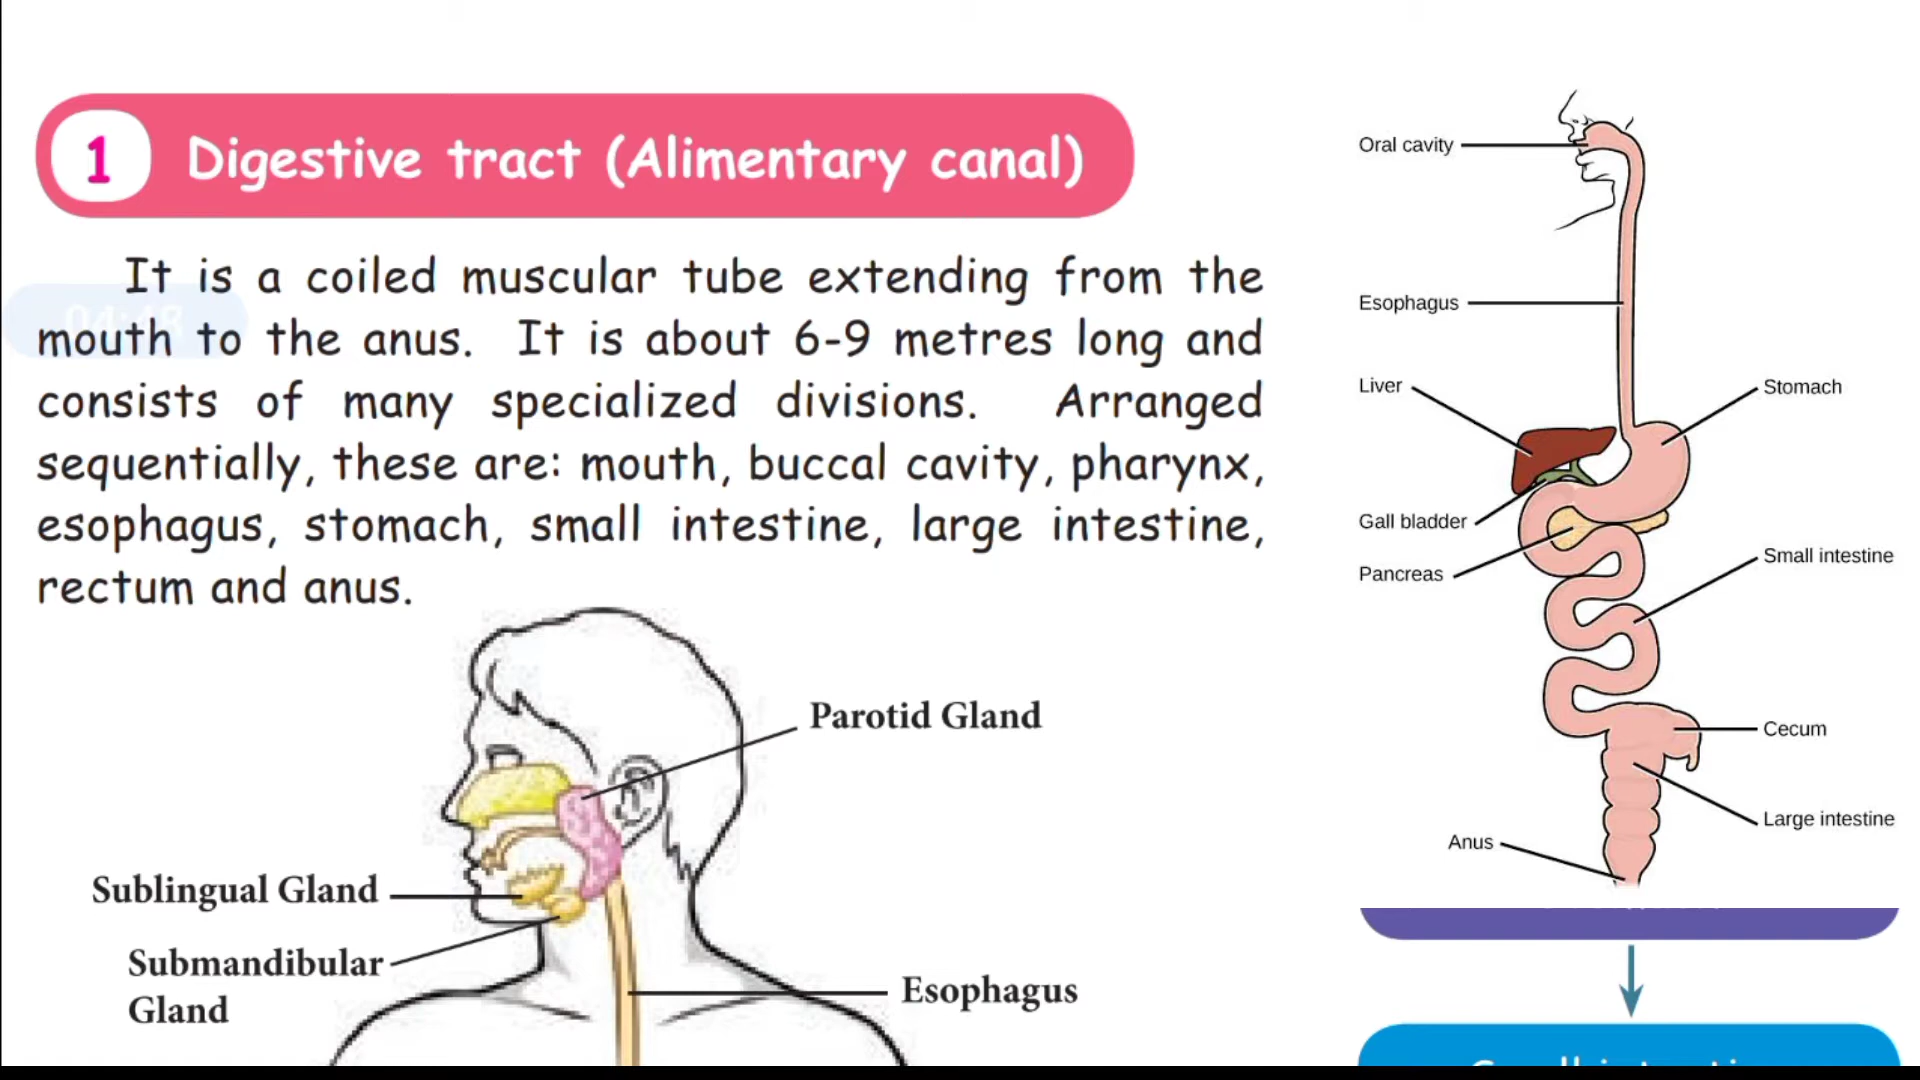 1 Digestive tract (Alimentary canal)
It is a coiled muscular tube extending from the
mouth to the anus. It is about 6-9 metres long and
consists of many specialized divisions. Arranged
sequentially, these are: mouth, buccal cavity, pharynx,
esophagus, stomach, small intestine, large intestine,
rectum and anus.
Parotid Gland
Sublingual Gland
Submandibular
Gland
Esophagus
Oral cavity
Esophagus
Liver
Stomach
Gall bladder
Pancreas
Small intestine
Cecum
Large intestine
Anus